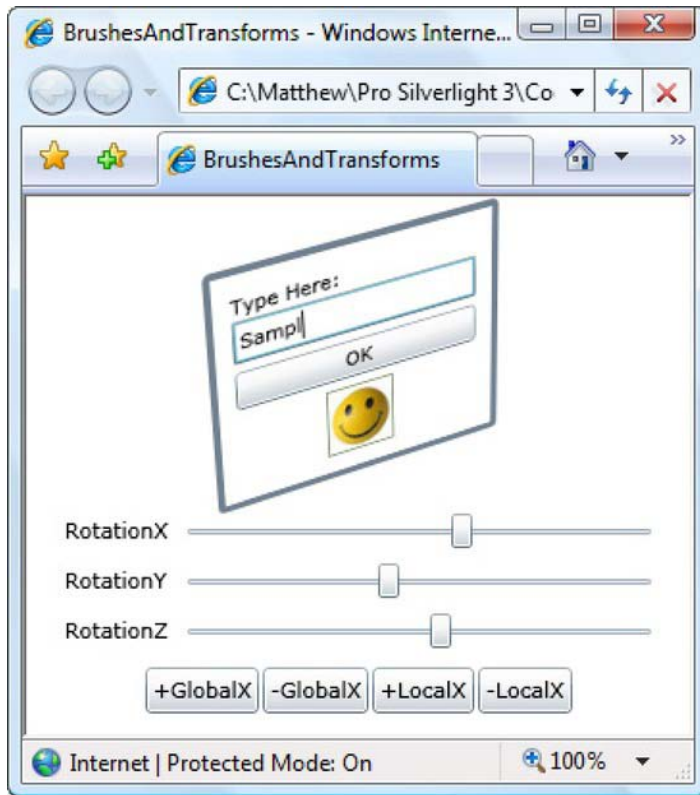 BrushesAndTransforms - Windows Interne...
C:\Matthew\Pro Silverlight 3\Co
BrushesAndTransforms
Type Here:
Sampl
OK
RotationX
RotationY
RotationZ
+GlobalX -GlobalX +LocalX -LocalX
Internet | Protected Mode: On 100%